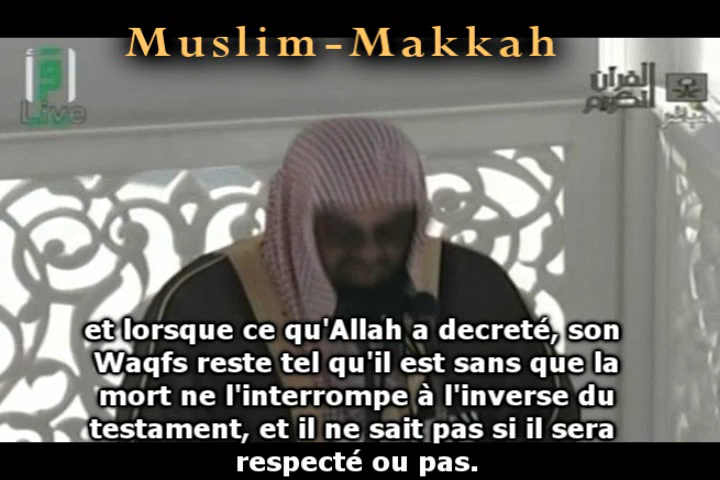 Muslim-Makkah
Live
القرآن
الكريم
مباشر
et lorsque ce qu'Allah a decreté, son
Waqfs reste tel qu'il est sans que la
mort ne l'interrompe à l'inverse du
testament, et il ne sait pas si il sera
respecté ou pas.